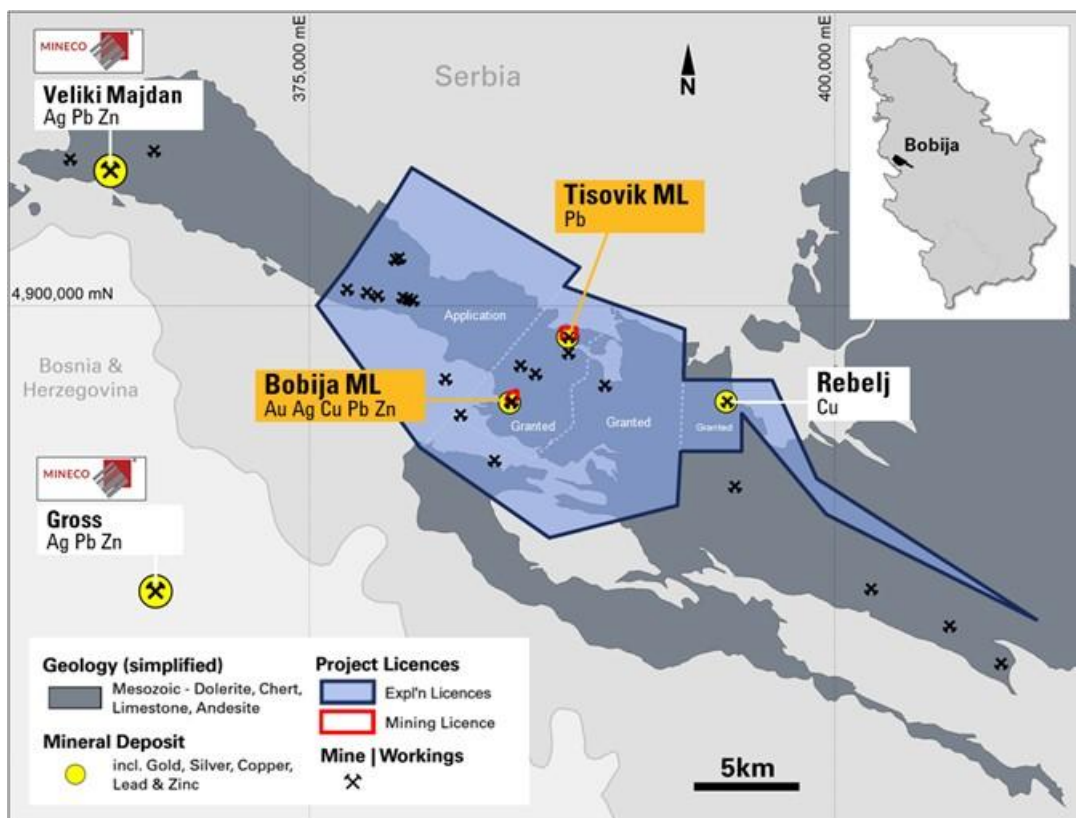 MINECO
Veliki Majdan
Ag Pb Zn
375,000 mE
Serbia
N
400,000 mE
Bobija
Tisovik ML
Pb
4,900,000 mN
Application
Bosnia &
Herzegovina
Bobija ML
Au Ag Cu Pb Zn
Granted
Granted
Granted
Rebelj
Cu
MINECO
Gross
Ag Pb Zn
Geology (simplified)
Mesozoic - Dolerite, Chert,
Limestone, Andesite
Mineral Deposit
incl. Gold, Silver, Copper,
Lead & Zinc
Project Licences
Expl'n Licences
Mining Licence
Mine | Workings
5km